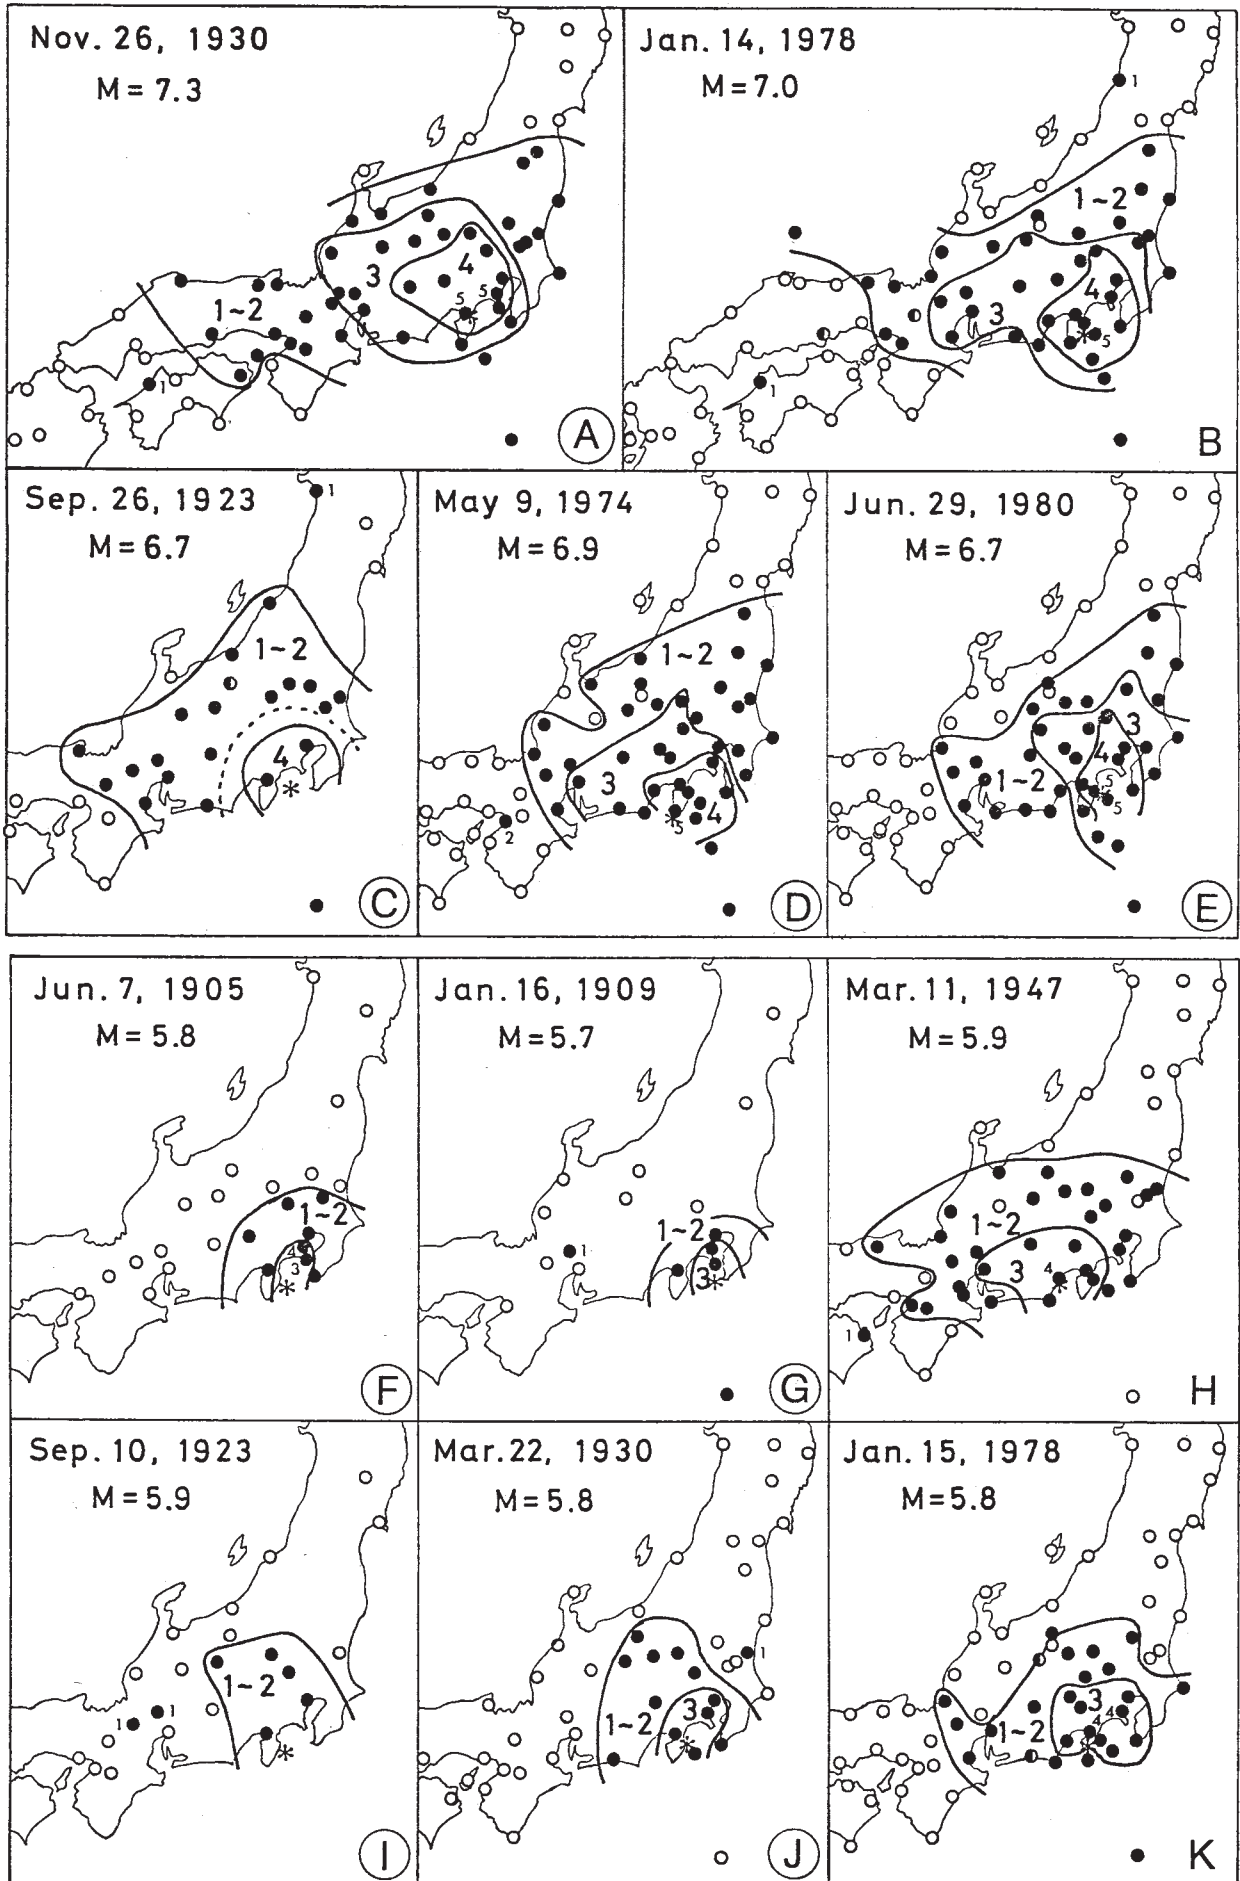 Nov. 26, 1930
M=7.3
1~2
3
4
5
5
1
A
Jan. 14, 1978
M=7.0
1
1~2
3
4
5
1
B
Sep. 26, 1923
M=6.7
1
1~2
4
C
May 9, 1974
M=6.9
1~2
3
4
5
2
D
Jun. 29, 1980
M=6.7
3
4
1~2
5
5
E
Jun. 7, 1905
M=5.8
1~2
3
F
Jan. 16, 1909
M=5.7
1~2
1
3
G
Mar. 11, 1947
M=5.9
1~2
3
4
1
H
Sep. 10, 1923
M=5.9
1~2
1
1
I
Mar. 22, 1930
M=5.8
1
3
1~2
J
Jan. 15, 1978
M=5.8
3
4
4
1~2
K